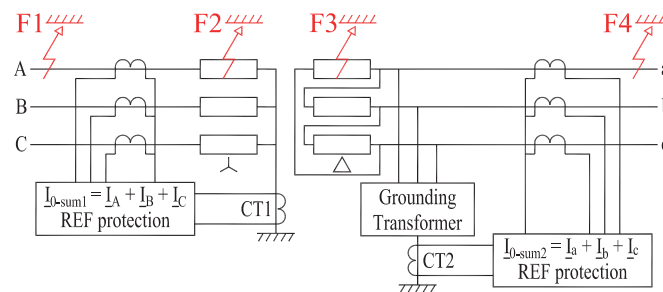 F1 F2 F3 F4
A a
B
C
I0-sum1 = IA + IB + IC
REF protection
CT1
Grounding
Transformer
CT2
I0-sum2 = Ia + Ib + Ic
REF protection